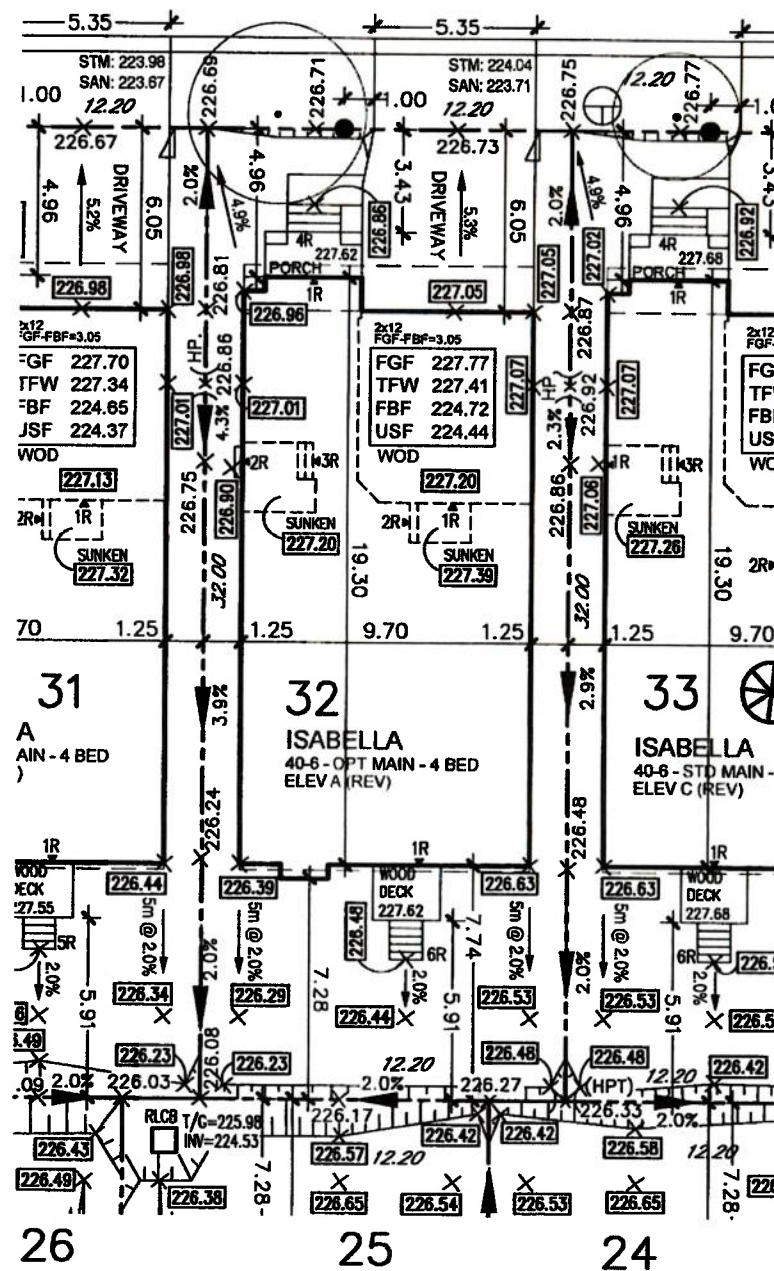 5.35
5.35
STM: 223.98
SAN: 223.67
226.69
226.71
STM: 224.04
SAN: 223.71
226.75
12.20
226.77
1.00
12.20
1.00
12.20
226.67
226.73
4.96
5.2%
DRIVEWAY
6.05
2.0%
4.9%
4.96
226.86
3.43
DRIVEWAY
5.3%
6.05
2.0%
4.9%
4.96
226.92
3.43
4R
227.62
4R
227.68
226.98
226.98
226.81
PORCH
1R
226.96
227.05
227.05
227.02
226.87
PORCH
1R
2x12
FGF-FBF=3.05
FGF 227.70
TFW 227.34
FBF 224.65
USF 224.37
WOD
227.13
HP
226.86
227.01
227.01
4.3%
2x12
FGF-FBF=3.05
FGF 227.77
TFW 227.41
FBF 224.72
USF 224.44
WOD
227.20
HP
226.92
227.07
227.07
2.3%
2x12
226.75
226.90
2R
3R
226.86
227.06
1R
2R
1R
SUNKEN
227.32
SUNKEN
227.20
2R
1R
SUNKEN
227.39
SUNKEN
227.26
2R
32.00
19.30
32.00
19.30
70
1.25
1.25
9.70
1.25
1.25
9.70
31
3.9%
32
2.9%
33
A
AIN - 4 BED
)
ISABELLA
40-6 - OPT MAIN - 4 BED
ELEV A (REV)
ISABELLA
40-6 - STD MAIN -
ELEV C (REV)
226.24
226.48
1R
1R
1R
WOOD
DECK
227.55
226.44
226.39
WOOD
DECK
227.62
226.63
226.63
WOOD
DECK
227.68
5R
5m @ 2.0%
5m @ 2.0%
226.48
6R
7.74
5m @ 2.0%
5m @ 2.0%
6R
2.0%
2.0%
2.0%
2.0%
2.0%
5.91
226.34
226.29
7.28
226.44
5.91
226.53
226.53
5.91
226.23
226.08
226.23
12.20
226.48
226.48
12.20
226.42
2.0%
226.03
2.0%
226.27
(HPT)
226.17
226.33
2.0%
226.43
RLCB
T/G=225.98
INV=224.53
226.57
226.42
226.42
226.58
12.20
12.20
226.49
226.38
7.28
226.65
226.54
226.53
226.65
7.28
26
25
24